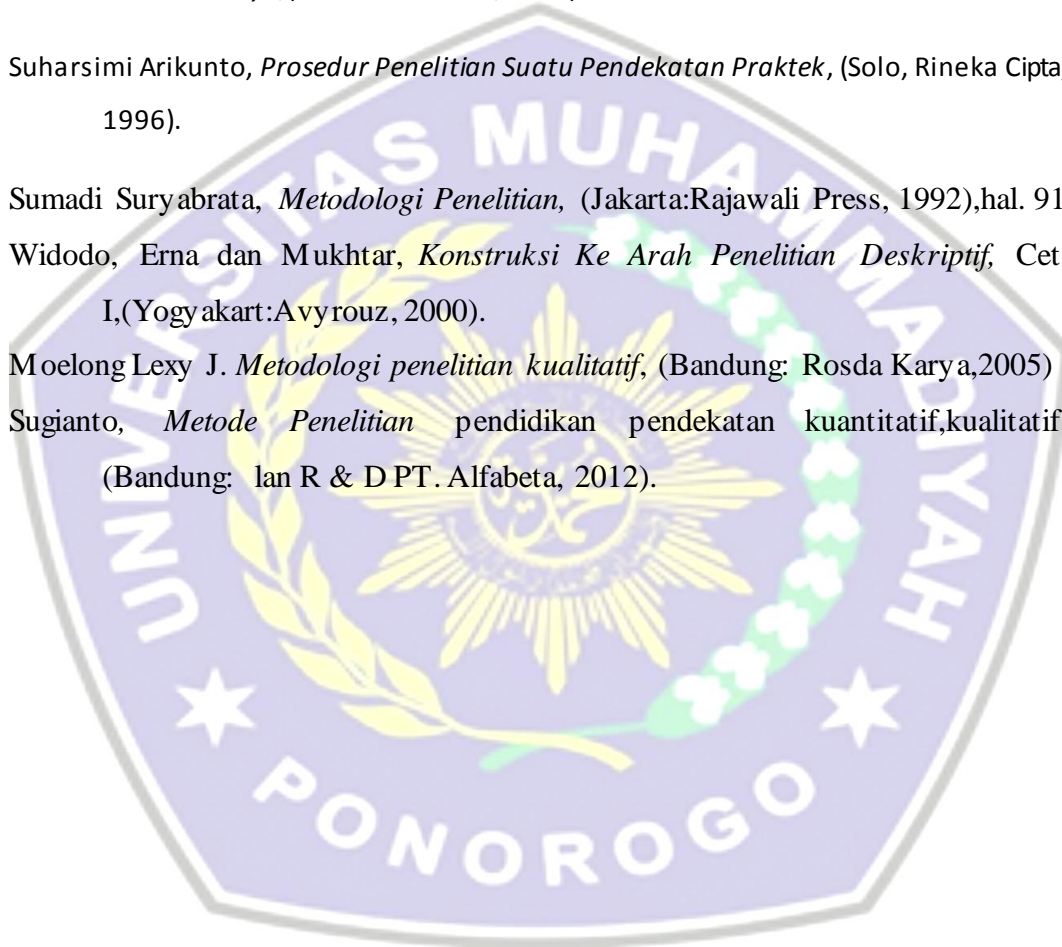 Suharsimi Arikunto, Prosedur Penelitian Suatu Pendekatan Praktek, (Solo, Rineka Cipta,
1996).
Sumadi Suryabrata, Metodologi Penelitian, (Jakarta:Rajawali Press, 1992),hal. 91
Widodo, Erna dan Mukhtar, Konstruksi Ke Arah Penelitian Deskriptif, Cet
I,(Yogyakart:Avyrouz, 2000).
Moelong Lexy J. Metodologi penelitian kualitatif, (Bandung: Rosda Karya,2005)
Sugianto, Metode Penelitian pendidikan pendekatan kuantitatif,kualitatif
(Bandung: lan R & D PT. Alfabeta, 2012).
UNIVERSITAS MUHAMMADIYAH
PONOROGO